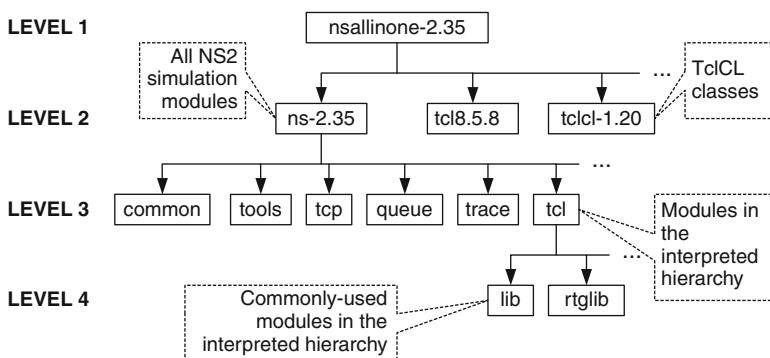 LEVEL 1
nsallinone-2.35
All NS2
simulation
modules
...
TclCL
classes
LEVEL 2
ns-2.35
tcl8.5.8
tclcl-1.20
...
LEVEL 3
common
tools
tcp
queue
trace
tcl
Modules in
the
interpreted
hierarchy
...
LEVEL 4
Commonly-used
modules in the
interpreted hierarchy
lib
rtglib